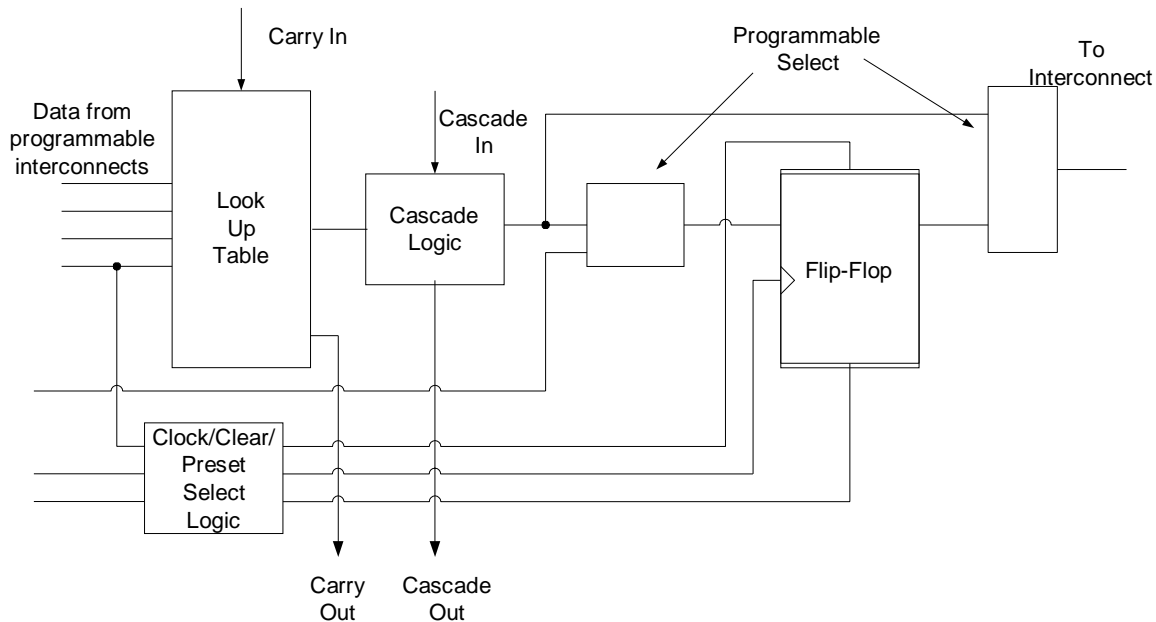 Carry In
Programmable
Select
To
Interconnect
Data from
programmable
interconnects
Cascade
In
Look
Up
Table
Cascade
Logic
Flip-Flop
Clock/Clear/
Preset
Select
Logic
Carry
Out
Cascade
Out